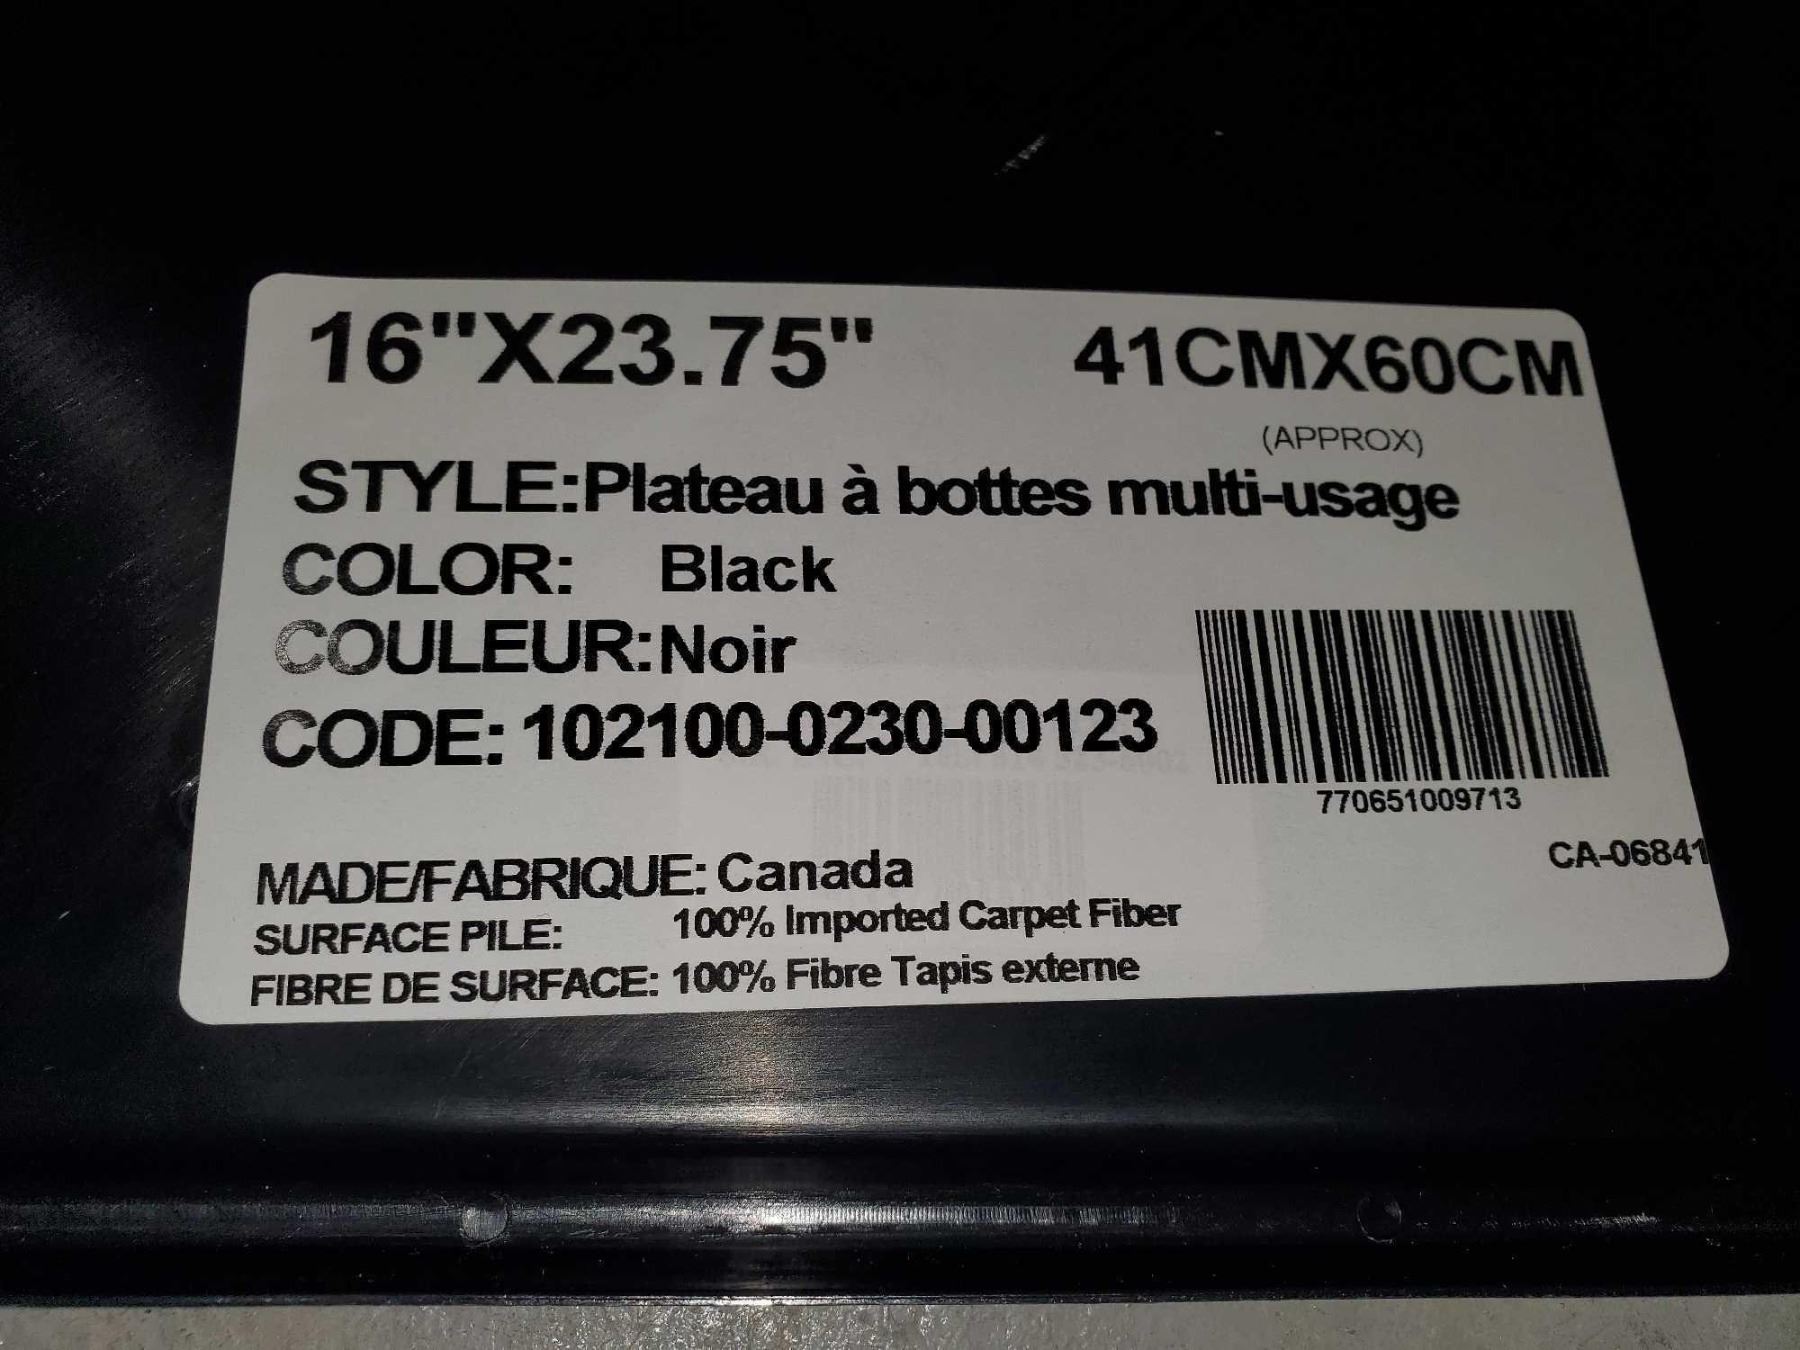 16"X23.75" 41CMX60CM
(APPROX)
STYLE:Plateau à bottes multi-usage
COLOR: Black
COULEUR:Noir
CODE: 102100-0230-00123
770651009713
CA-06841
MADE/FABRIQUE: Canada
SURFACE PILE: 100% Imported Carpet Fiber
FIBRE DE SURFACE: 100% Fibre Tapis externe